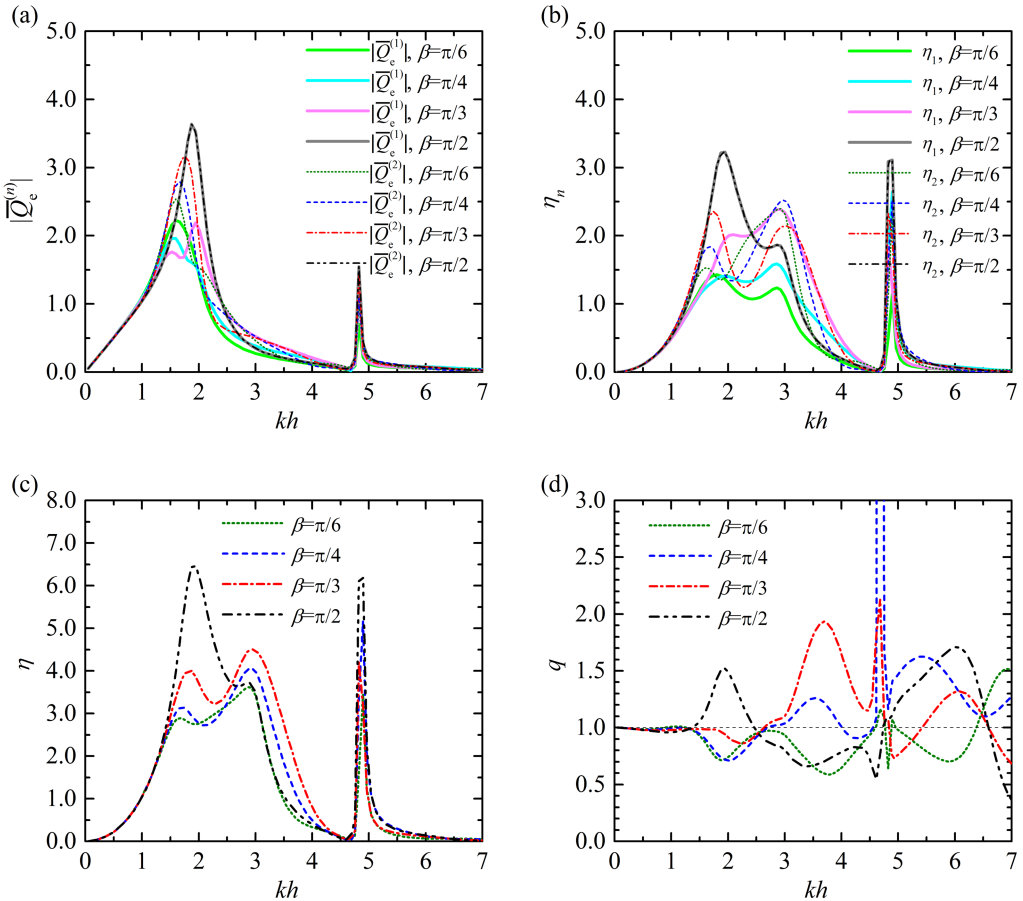 (a)
5.0
4.0
3.0
2.0
1.0
0.0
|Q̅ₑ⁽ⁿ⁾|
|Q̅ₑ⁽¹⁾|, β=π/6
|Q̅ₑ⁽¹⁾|, β=π/4
|Q̅ₑ⁽¹⁾|, β=π/3
|Q̅ₑ⁽¹⁾|, β=π/2
|Q̅ₑ⁽²⁾|, β=π/6
|Q̅ₑ⁽²⁾|, β=π/4
|Q̅ₑ⁽²⁾|, β=π/3
|Q̅ₑ⁽²⁾|, β=π/2
0 1 2 3 4 5 6 7
kh
(b)
5.0
4.0
3.0
2.0
1.0
0.0
ηₙ
η₁, β=π/6
η₁, β=π/4
η₁, β=π/3
η₁, β=π/2
η₂, β=π/6
η₂, β=π/4
η₂, β=π/3
η₂, β=π/2
0 1 2 3 4 5 6 7
kh
(c)
8.0
7.0
6.0
5.0
4.0
3.0
2.0
1.0
0.0
η
β=π/6
β=π/4
β=π/3
β=π/2
0 1 2 3 4 5 6 7
kh
(d)
3.0
2.5
2.0
1.5
1.0
0.5
0
q
β=π/6
β=π/4
β=π/3
β=π/2
0 1 2 3 4 5 6 7
kh